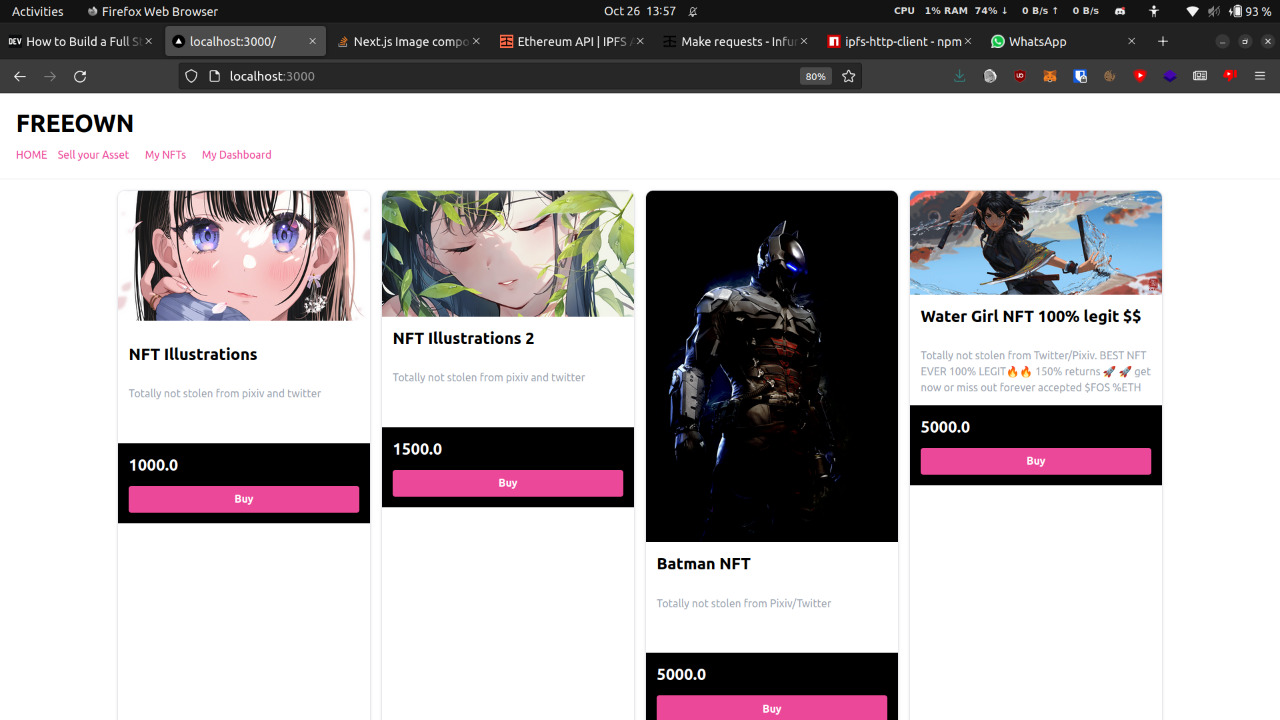 Activities
Firefox Web Browser
Oct 26 13:57
CPU 1% RAM 74% ↓ 0 B/s ↑ 0 B/s
93 %
DEV How to Build a Full S
localhost:3000/
Next.js Image compo
Ethereum API | IPFS
Make requests - Infu
ipfs-http-client - npm
WhatsApp
localhost:3000
80%
FREEOWN
HOME
Sell your Asset
My NFTs
My Dashboard
NFT Illustrations
Totally not stolen from pixiv and twitter
1000.0
Buy
NFT Illustrations 2
Totally not stolen from pixiv and twitter
1500.0
Buy
Batman NFT
Totally not stolen from Pixiv/Twitter
5000.0
Buy
Water Girl NFT 100% legit $$
Totally not stolen from Twitter/Pixiv. BEST NFT
EVER 100% LEGIT🔥🔥 150% returns 🚀 🚀 get
now or miss out forever accepted $FOS %ETH
5000.0
Buy